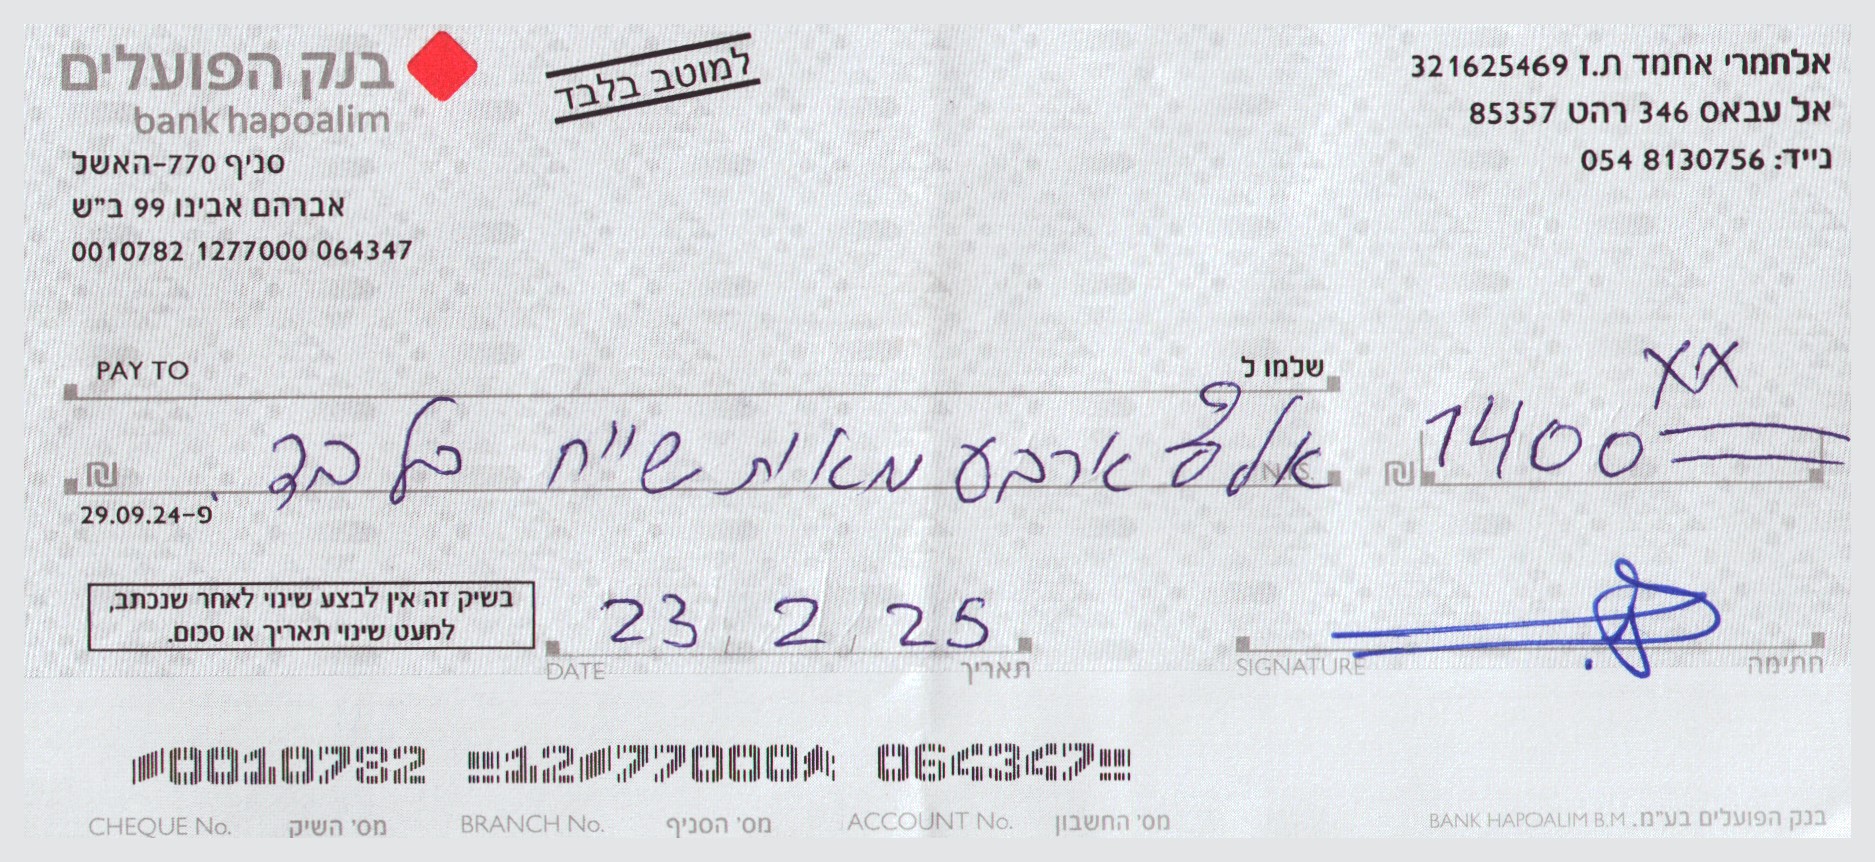 בנק הפועלים
bank hapoalim
סניף 770-האשל
אברהם אבינו 99 ב"ש
0010782 1277000 064347
למוטב בלבד
אלחמרי אחמד ת.ז 321625469
אל עבאס 346 רהט 85357
נייד: 054 8130756
PAY TO שלמו ל
XX
אלף ארבע מאות ש"ח בלבד.
₪ N.I.S.
₪ 1400
פ-29.09.24
בשיק זה אין לבצע שינוי לאחר שנכתב,
למעט שינוי תאריך או סכום.
23 / 2 / 25
DATE תאריך
SIGNATURE חתימה
0010782 12 77000 064347
CHEQUE No. מס' השיק BRANCH No. מס' הסניף ACCOUNT No. מס' החשבון
BANK HAPOALIM B.M. בנק הפועלים בע"מ